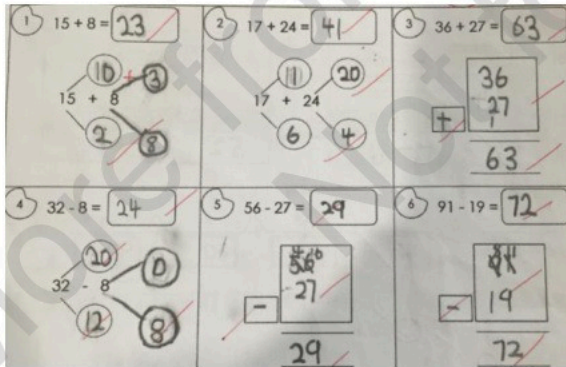 1 15 + 8 = 23
10 + 3
15 + 8
2 8
2 17 + 24 = 41
11 20
17 + 24
6 4
3 36 + 27 = 63
36
+ 27
1
63
4 32 - 8 = 24
20 0
32 - 8
12 8
5 56 - 27 = 29
4 16
56
- 27
29
6 91 - 19 = 72
8 11
91
- 19
72